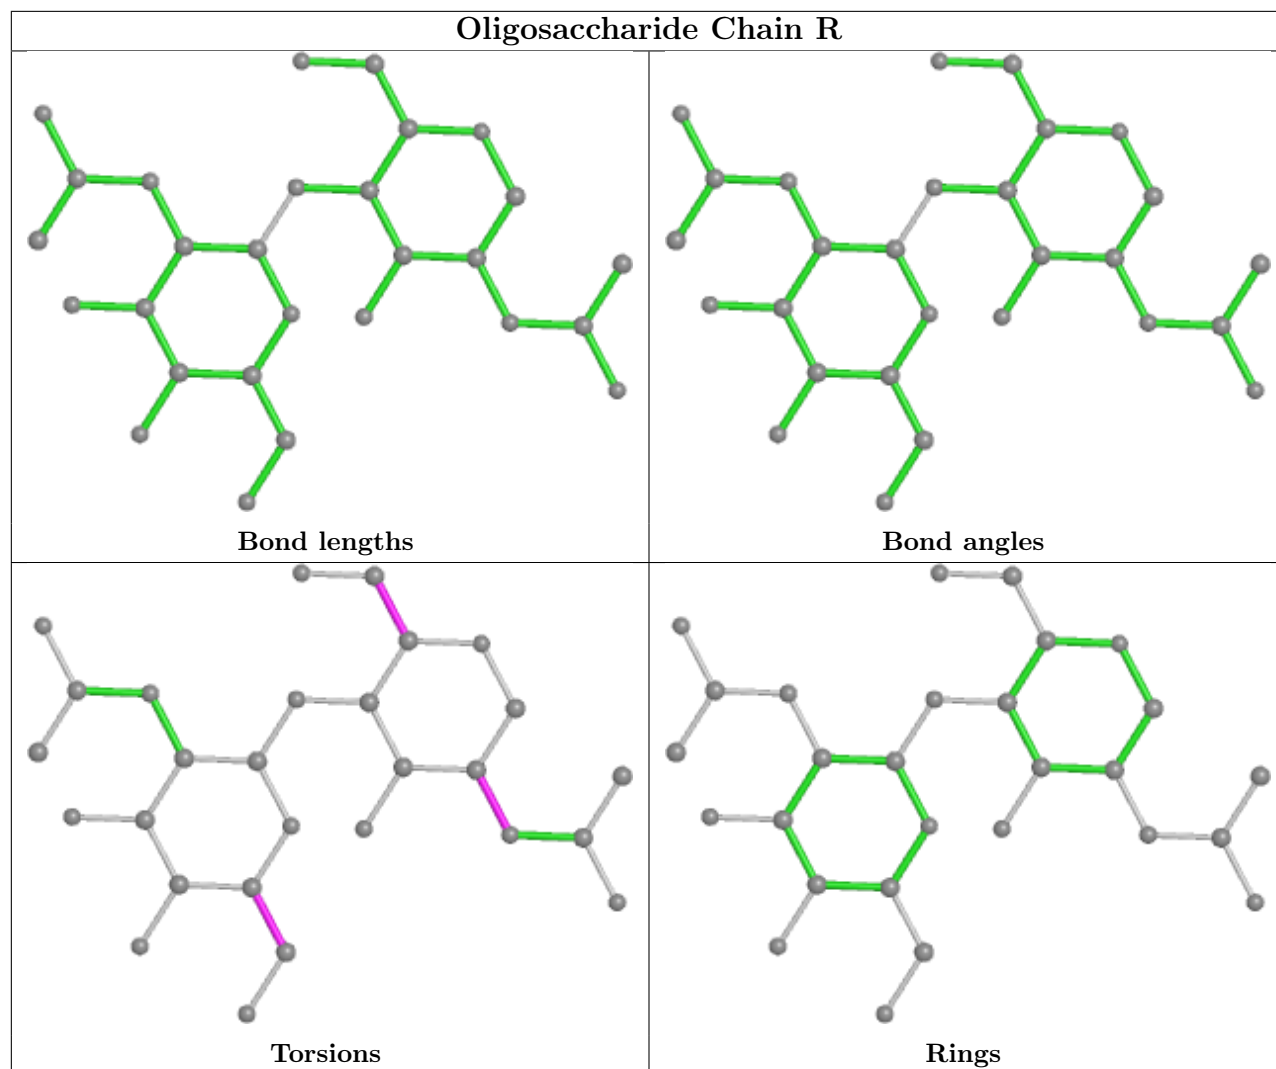 Oligosaccharide Chain R
Bond lengths
Bond angles
Torsions
Rings